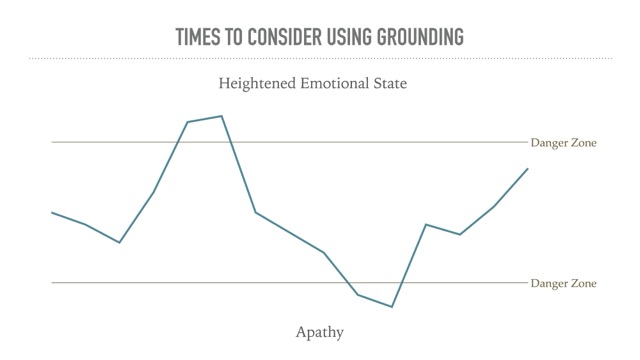 TIMES TO CONSIDER USING GROUNDING
Heightened Emotional State
Danger Zone
Danger Zone
Apathy